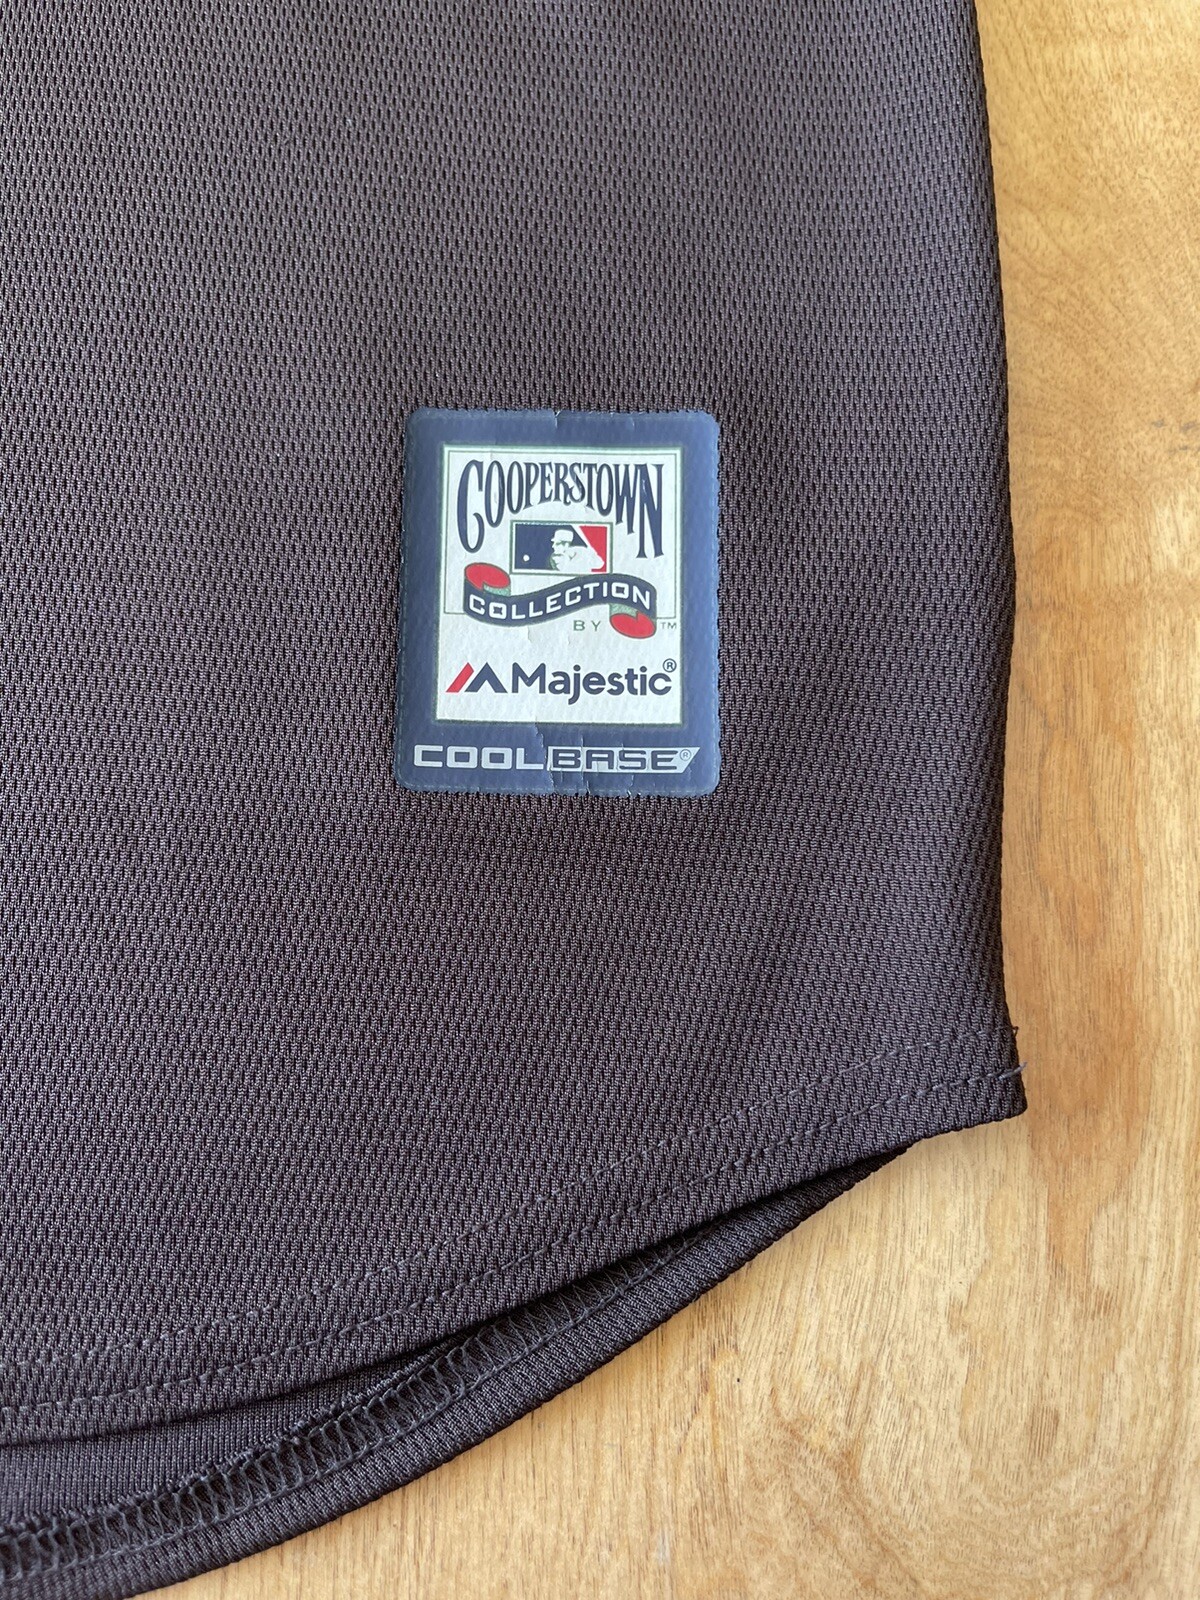 COOPERSTOWN
COLLECTION
BY ™
Majestic®
COOLBASE®